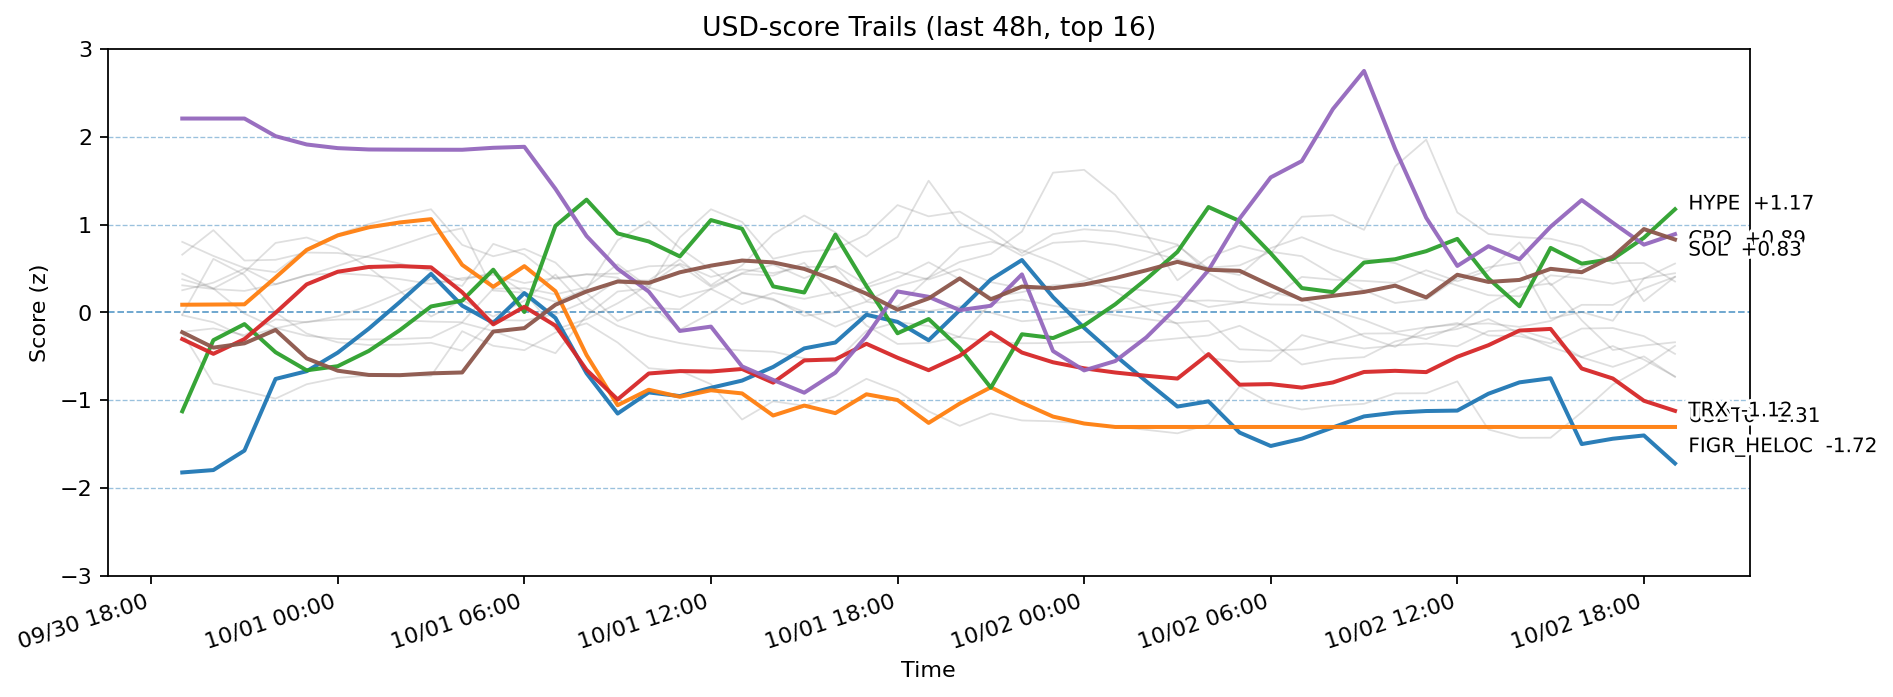 USD-score Trails (last 48h, top 16)
Score (z)
3
2
1
0
−1
−2
−3
HYPE +1.17
SOL +0.83
TRX -1.12
FIGR_HELOC -1.72
09/30 18:00
10/01 00:00
10/01 06:00
10/01 12:00
10/01 18:00
10/02 00:00
10/02 06:00
10/02 12:00
10/02 18:00
Time